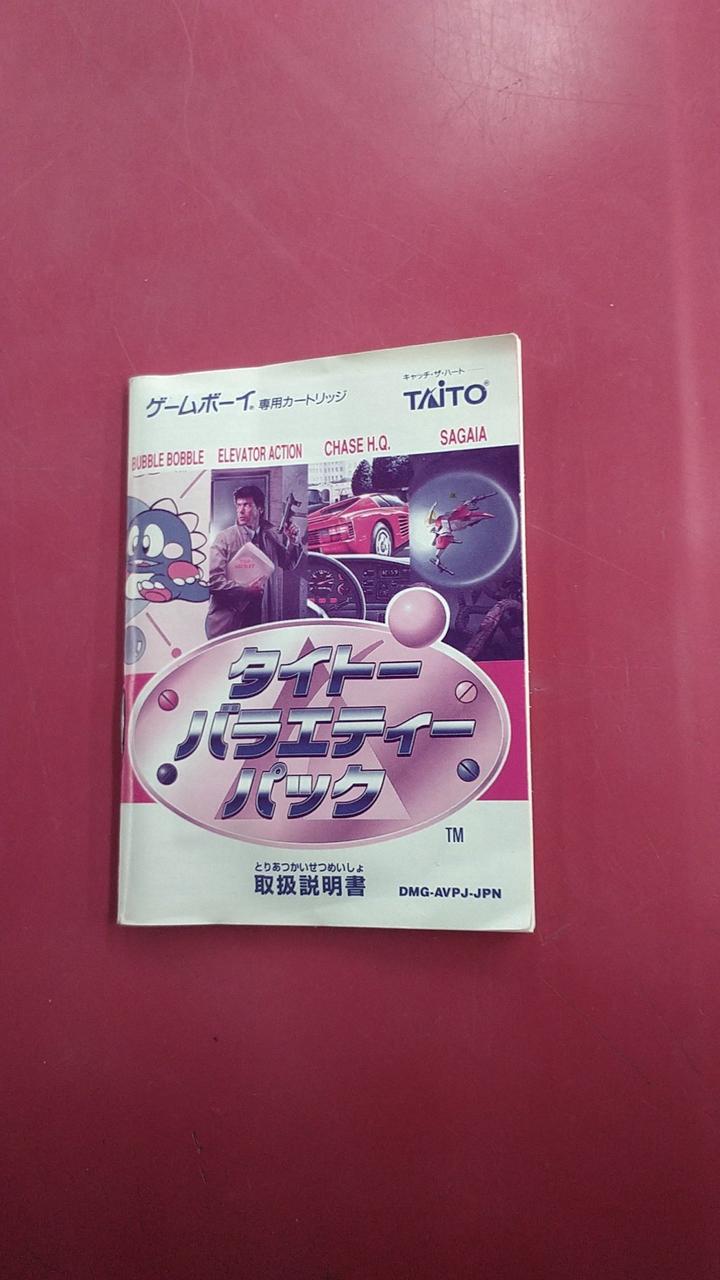 ゲームボーイ® 専用カートリッジ
キャッチ・ザ・ハート
TAITO®
BUBBLE BOBBLE ELEVATOR ACTION CHASE H.Q. SAGAIA
TOP SECRET
タイトー
バラエティー
パック
TM
とりあつかいせつめいしょ
取扱説明書
DMG-AVPJ-JPN